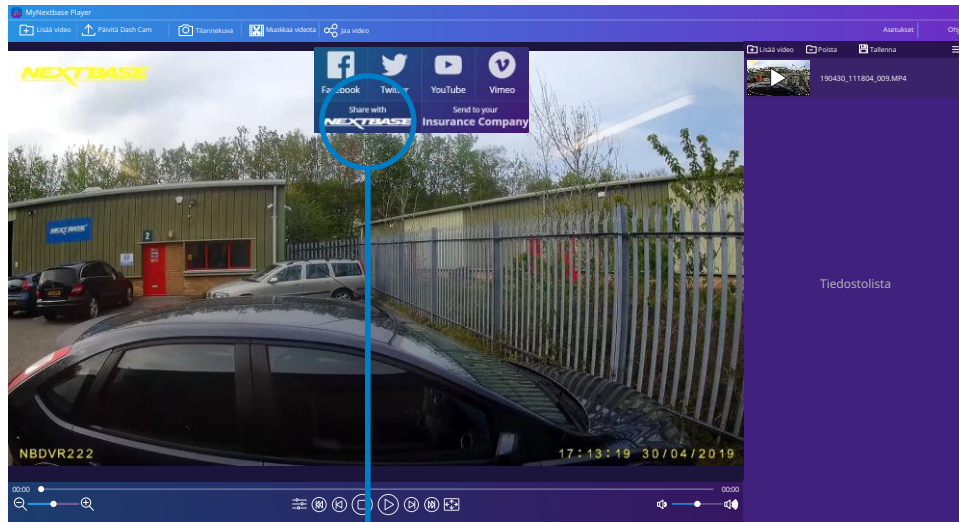 MyNextbase Player
Lisää video
Päivitä Dash Cam
Tilannekuva
Muokkaa videota
Jaa video
Asetukset
Ohj
Lisää video
Poista
Tallenna
190430_111804_009.MP4
Tiedostolista
NEXTBASE
Facebook
Twitter
YouTube
Vimeo
Share with
NEXTBASE
Send to your
Insurance Company
NEXTBASE
2
NBDVR222
17:13:19 30/04/2019
00:00
00:00